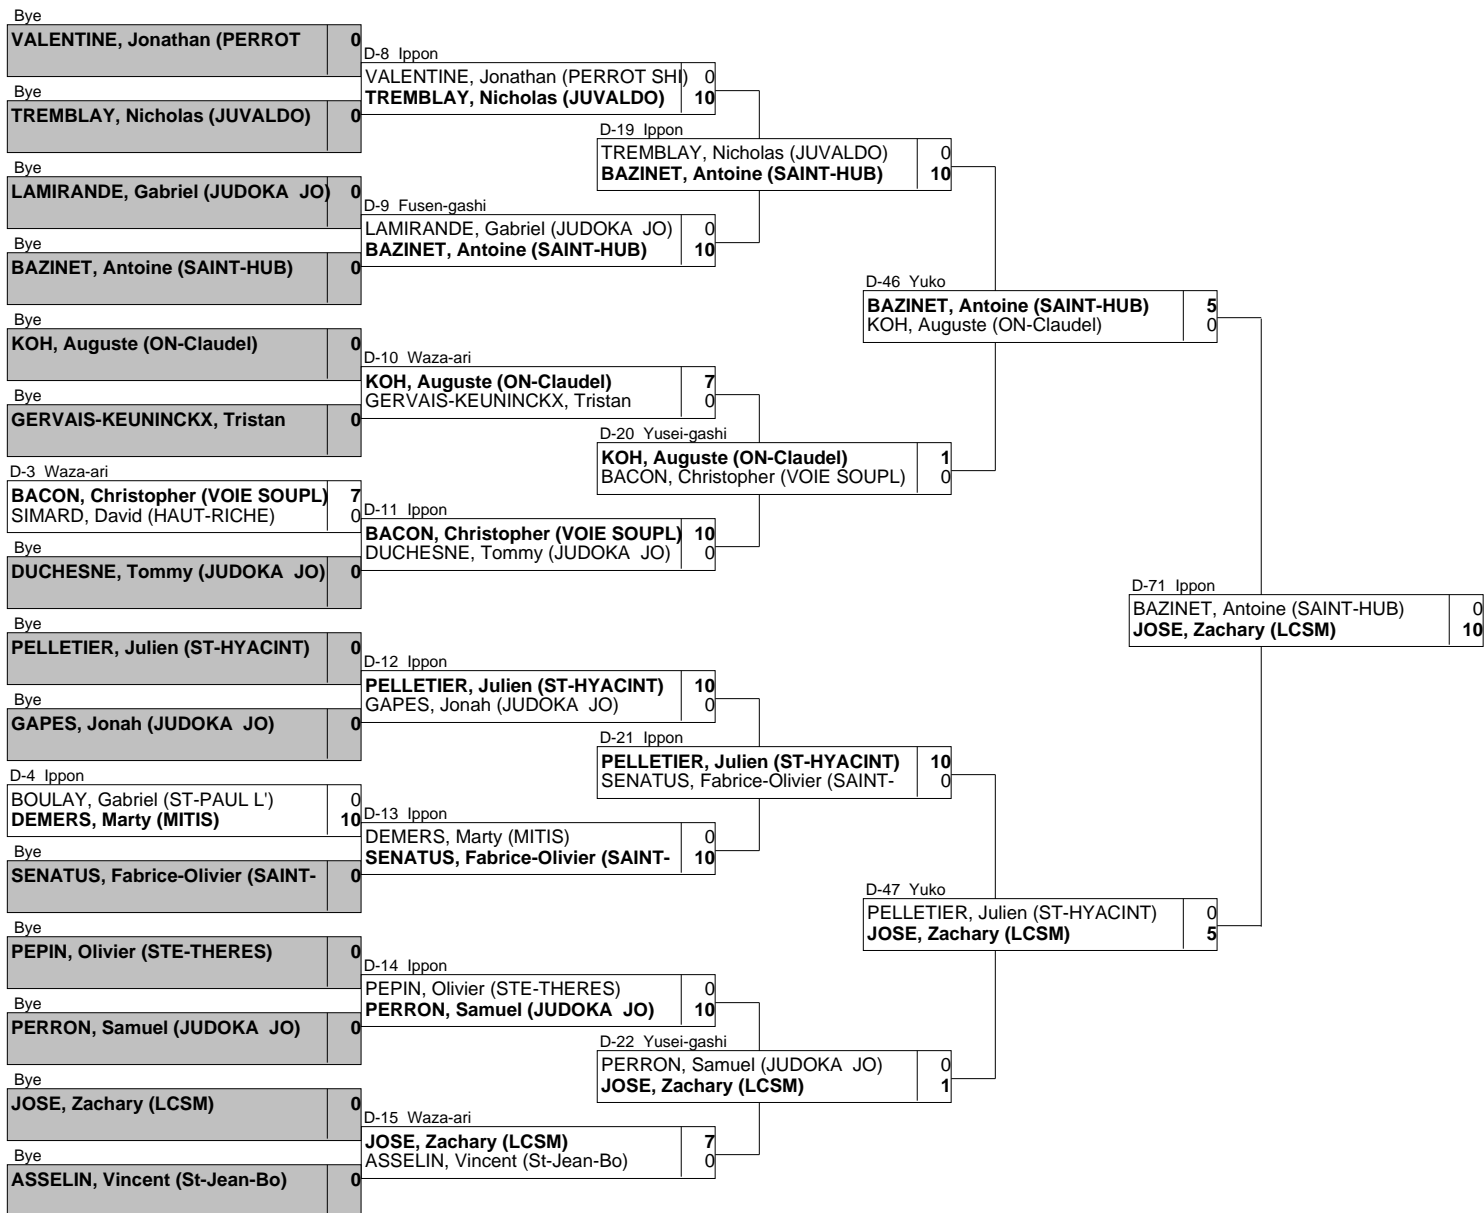 Bye
VALENTINE, Jonathan (PERROT 0
Bye
TREMBLAY, Nicholas (JUVALDO) 0
Bye
LAMIRANDE, Gabriel (JUDOKA  JO) 0
Bye
BAZINET, Antoine (SAINT-HUB) 0
Bye
KOH, Auguste (ON-Claudel) 0
Bye
GERVAIS-KEUNINCKX, Tristan 0
D-3  Waza-ari
BACON, Christopher (VOIE SOUPL) 7
SIMARD, David (HAUT-RICHE) 0
Bye
DUCHESNE, Tommy (JUDOKA  JO) 0
Bye
PELLETIER, Julien (ST-HYACINT) 0
Bye
GAPES, Jonah (JUDOKA  JO) 0
D-4  Ippon
BOULAY, Gabriel (ST-PAUL L') 0
DEMERS, Marty (MITIS) 10
Bye
SENATUS, Fabrice-Olivier (SAINT- 0
Bye
PEPIN, Olivier (STE-THERES) 0
Bye
PERRON, Samuel (JUDOKA  JO) 0
Bye
JOSE, Zachary (LCSM) 0
Bye
ASSELIN, Vincent (St-Jean-Bo) 0
D-8  Ippon
VALENTINE, Jonathan (PERROT SHI) 0
TREMBLAY, Nicholas (JUVALDO) 10
D-9  Fusen-gashi
LAMIRANDE, Gabriel (JUDOKA  JO) 0
BAZINET, Antoine (SAINT-HUB) 10
D-10  Waza-ari
KOH, Auguste (ON-Claudel) 7
GERVAIS-KEUNINCKX, Tristan 0
D-11  Ippon
BACON, Christopher (VOIE SOUPL) 10
DUCHESNE, Tommy (JUDOKA  JO) 0
D-12  Ippon
PELLETIER, Julien (ST-HYACINT) 10
GAPES, Jonah (JUDOKA  JO) 0
D-13  Ippon
DEMERS, Marty (MITIS) 0
SENATUS, Fabrice-Olivier (SAINT- 10
D-14  Ippon
PEPIN, Olivier (STE-THERES) 0
PERRON, Samuel (JUDOKA  JO) 10
D-15  Waza-ari
JOSE, Zachary (LCSM) 7
ASSELIN, Vincent (St-Jean-Bo) 0
D-19  Ippon
TREMBLAY, Nicholas (JUVALDO) 0
BAZINET, Antoine (SAINT-HUB) 10
D-20  Yusei-gashi
KOH, Auguste (ON-Claudel) 1
BACON, Christopher (VOIE SOUPL) 0
D-21  Ippon
PELLETIER, Julien (ST-HYACINT) 10
SENATUS, Fabrice-Olivier (SAINT- 0
D-22  Yusei-gashi
PERRON, Samuel (JUDOKA  JO) 0
JOSE, Zachary (LCSM) 1
D-46  Yuko
BAZINET, Antoine (SAINT-HUB) 5
KOH, Auguste (ON-Claudel) 0
D-47  Yuko
PELLETIER, Julien (ST-HYACINT) 0
JOSE, Zachary (LCSM) 5
D-71  Ippon
BAZINET, Antoine (SAINT-HUB) 0
JOSE, Zachary (LCSM) 10